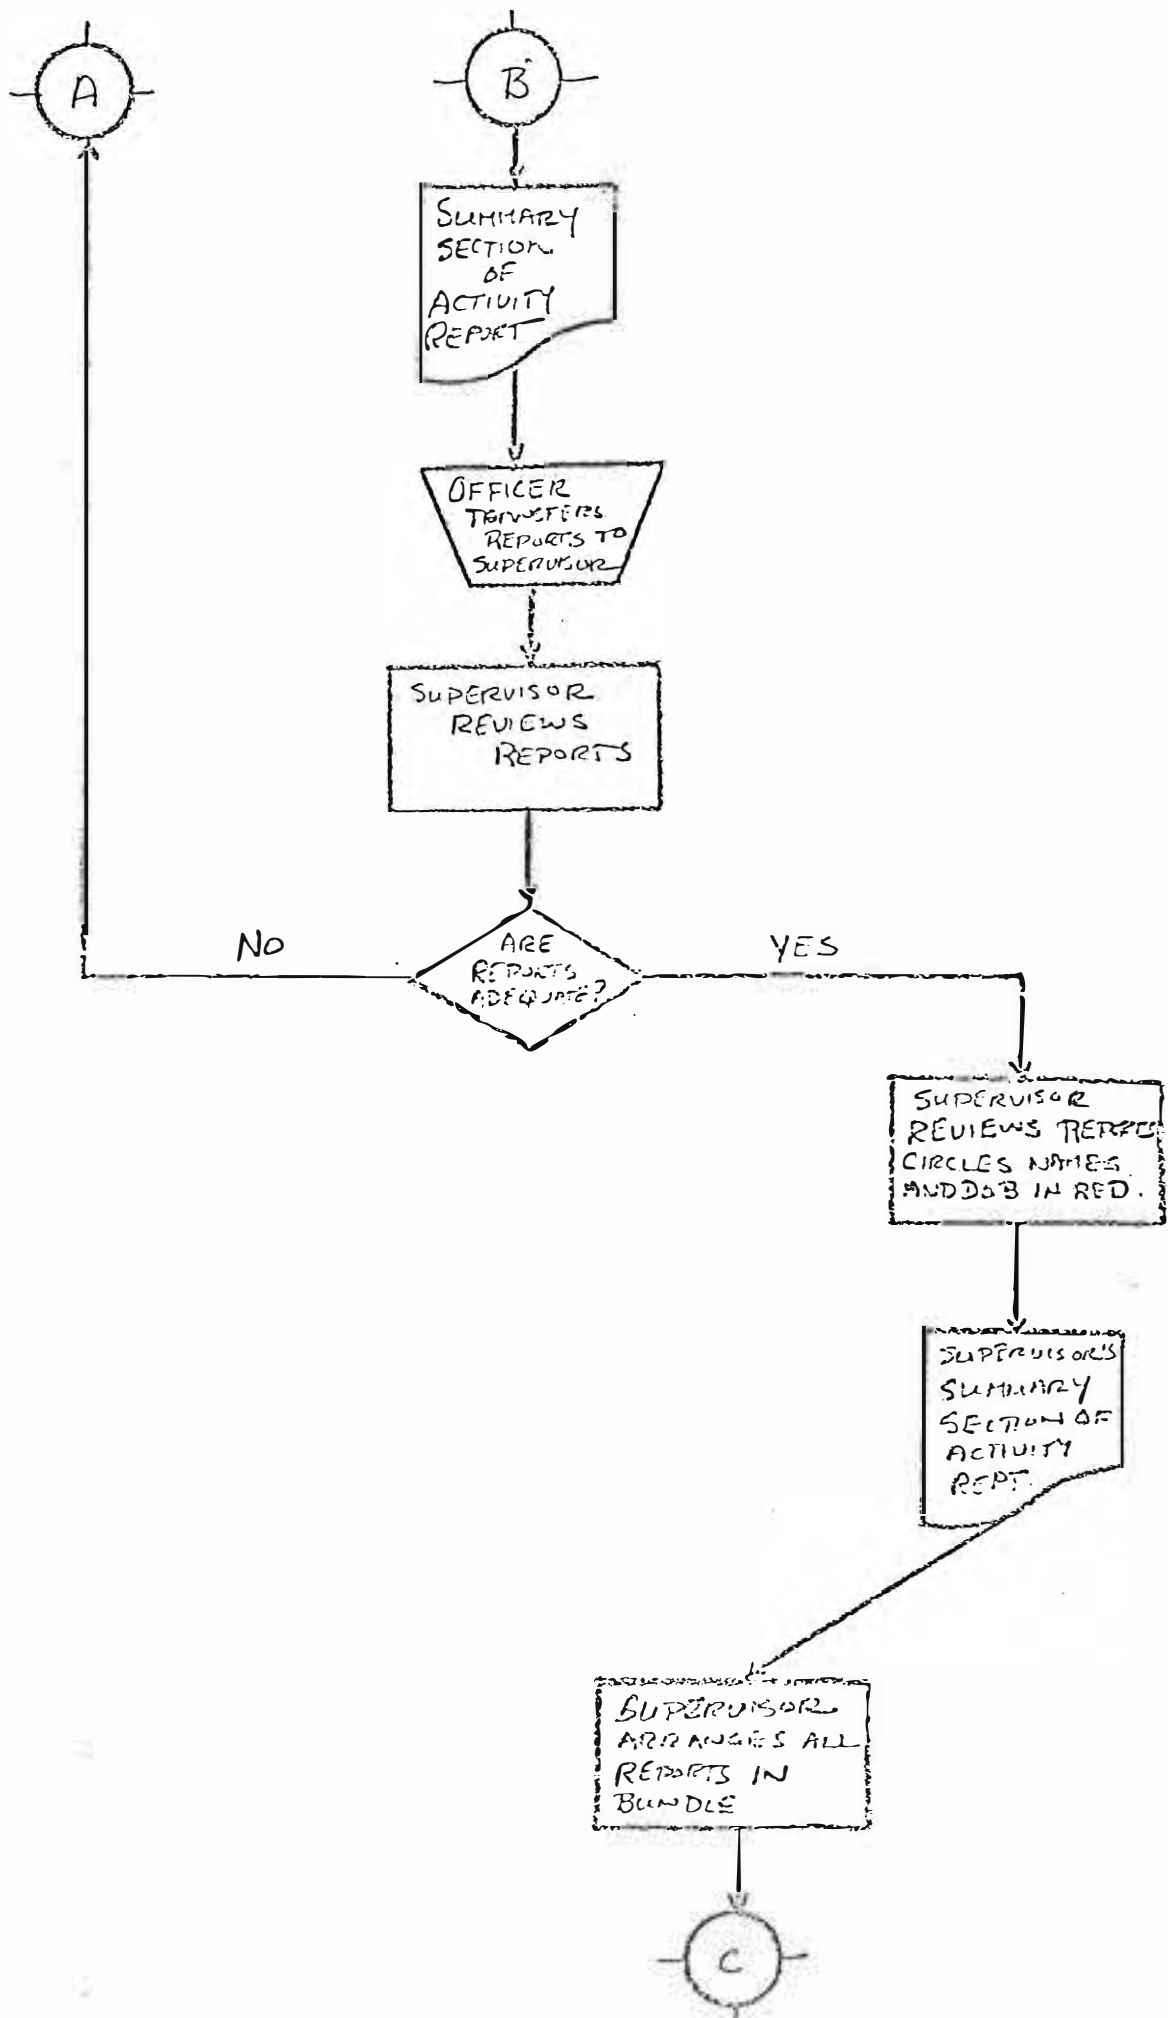 A
B
SUMMARY
SECTION
OF
ACTIVITY
REPORT
OFFICER
TRANSFERS
REPORTS TO
SUPERVISOR
SUPERVISOR
REVIEWS
REPORTS
ARE
REPORTS
ADEQUATE?
NO
YES
SUPERVISOR
REVIEWS REPORTS
CIRCLES NAMES
AND DOB IN RED.
SUPERVISOR'S
SUMMARY
SECTION OF
ACTIVITY
REPT.
SUPERVISOR
ARRANGES ALL
REPORTS IN
BUNDLE
C